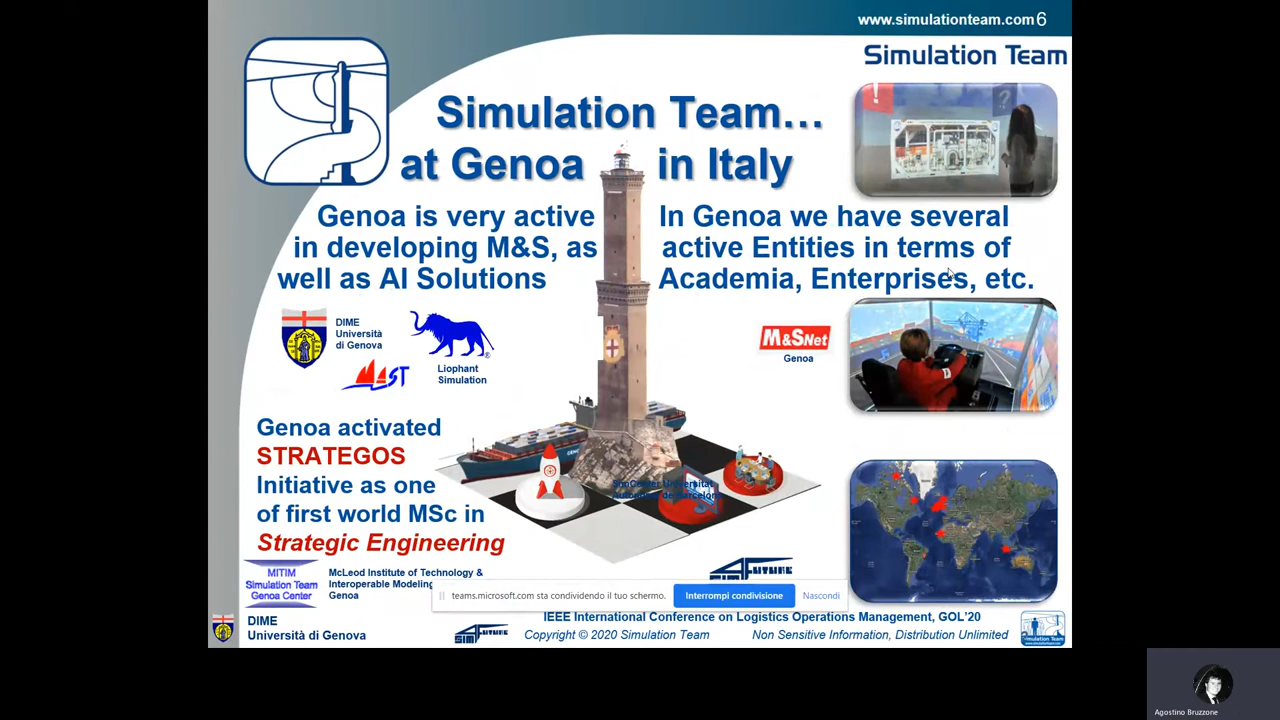 www.simulationteam.com 6
Simulation Team
Simulation Team…
at Genoa in Italy
Genoa is very active
in developing M&S, as
well as AI Solutions
In Genoa we have several
active Entities in terms of
Academia, Enterprises, etc.
DIME
Università
di Genova
Liophant
Simulation
M&SNet
Genoa
Genoa activated
STRATEGOS
Initiative as one
of first world MSc in
Strategic Engineering
MITIM
Simulation Team
Genoa Center
McLeod Institute of Technology &
Interoperable Modeling
Genoa
teams.microsoft.com sta condividendo il tuo schermo.
Interrompi condivisione
Nascondi
DIME
Università di Genova
IEEE International Conference on Logistics Operations Management, GOL'20
Copyright © 2020 Simulation Team
Non Sensitive Information, Distribution Unlimited
Simulation Team
Agostino Bruzzone